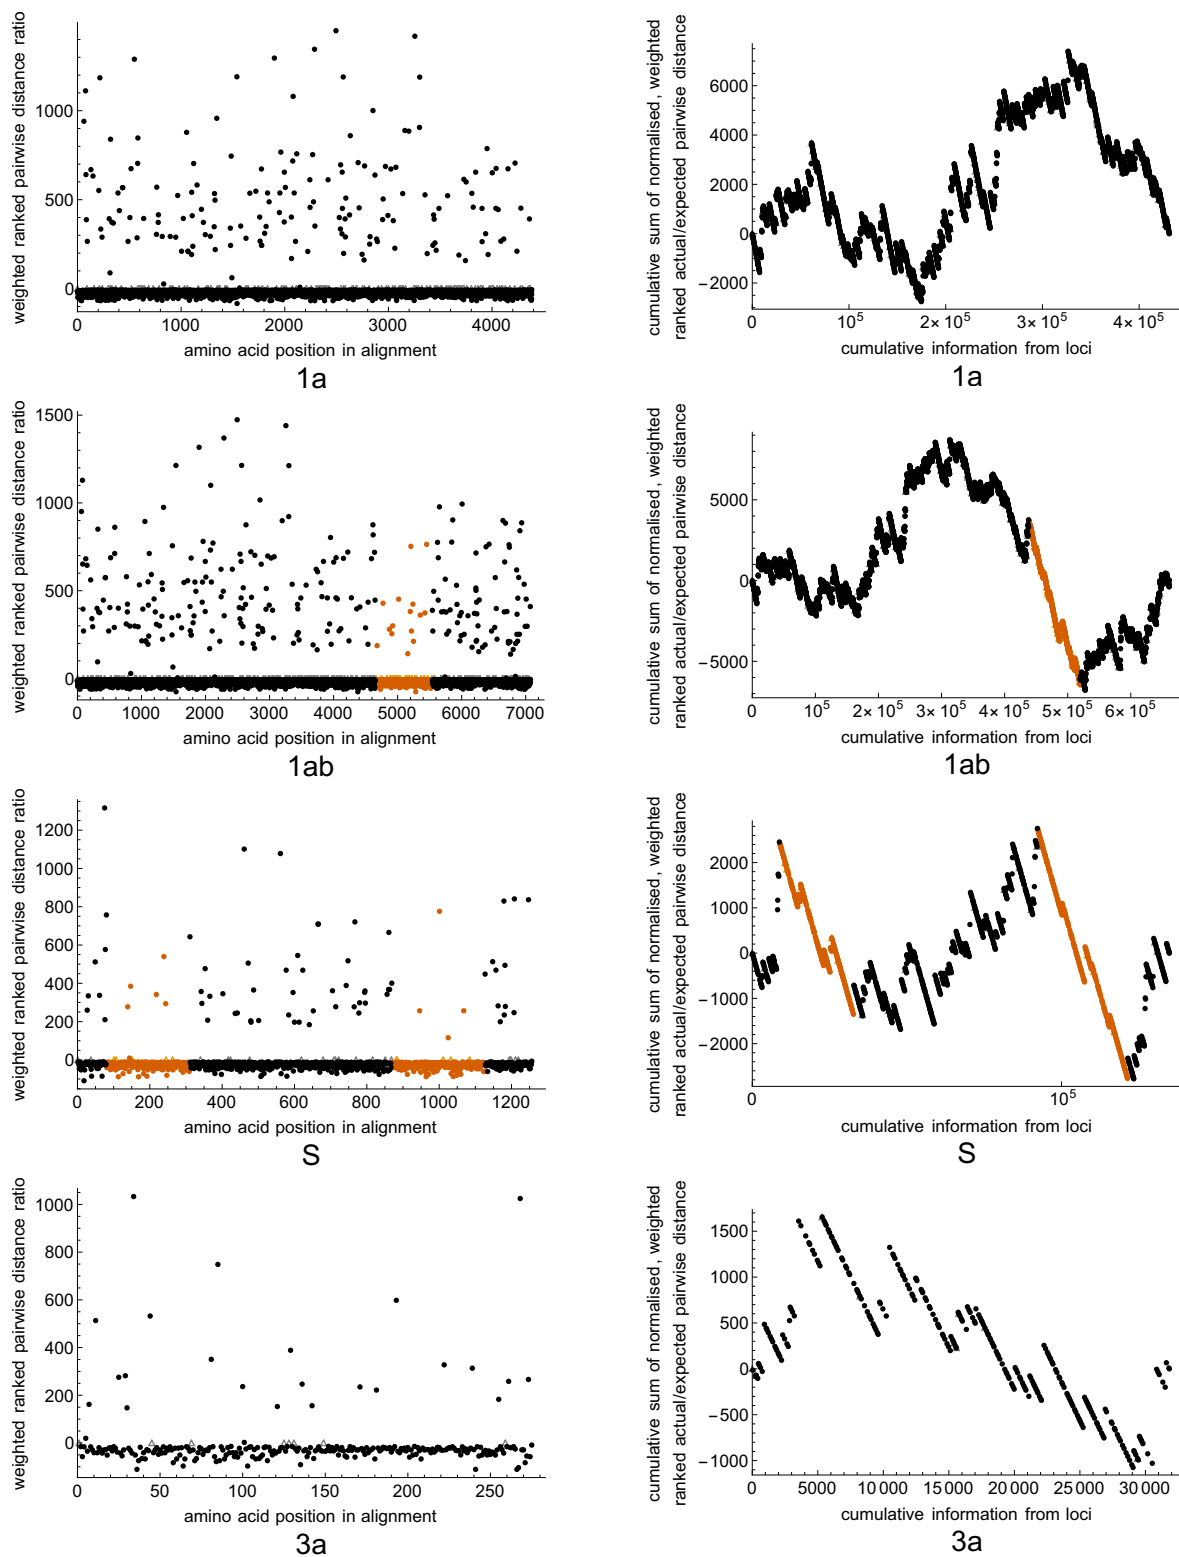 weighted ranked pairwise distance ratio
1000
500
0
0 1000 2000 3000 4000
amino acid position in alignment
1a
cumulative sum of normalised, weighted
ranked actual/expected pairwise distance
6000
4000
2000
0
−2000
0 10^5 2×10^5 3×10^5 4×10^5
cumulative information from loci
1a
weighted ranked pairwise distance ratio
1500
1000
500
0
0 1000 2000 3000 4000 5000 6000 7000
amino acid position in alignment
1ab
cumulative sum of normalised, weighted
ranked actual/expected pairwise distance
5000
0
−5000
0 10^5 2×10^5 3×10^5 4×10^5 5×10^5 6×10^5
cumulative information from loci
1ab
weighted ranked pairwise distance ratio
1200
1000
800
600
400
200
0
0 200 400 600 800 1000 1200
amino acid position in alignment
S
cumulative sum of normalised, weighted
ranked actual/expected pairwise distance
2000
1000
0
−1000
−2000
0 10^5
cumulative information from loci
S
weighted ranked pairwise distance ratio
1000
800
600
400
200
0
0 50 100 150 200 250
amino acid position in alignment
3a
cumulative sum of normalised, weighted
ranked actual/expected pairwise distance
1500
1000
500
0
−500
−1000
0 5000 10000 15000 20000 25000 30000
cumulative information from loci
3a